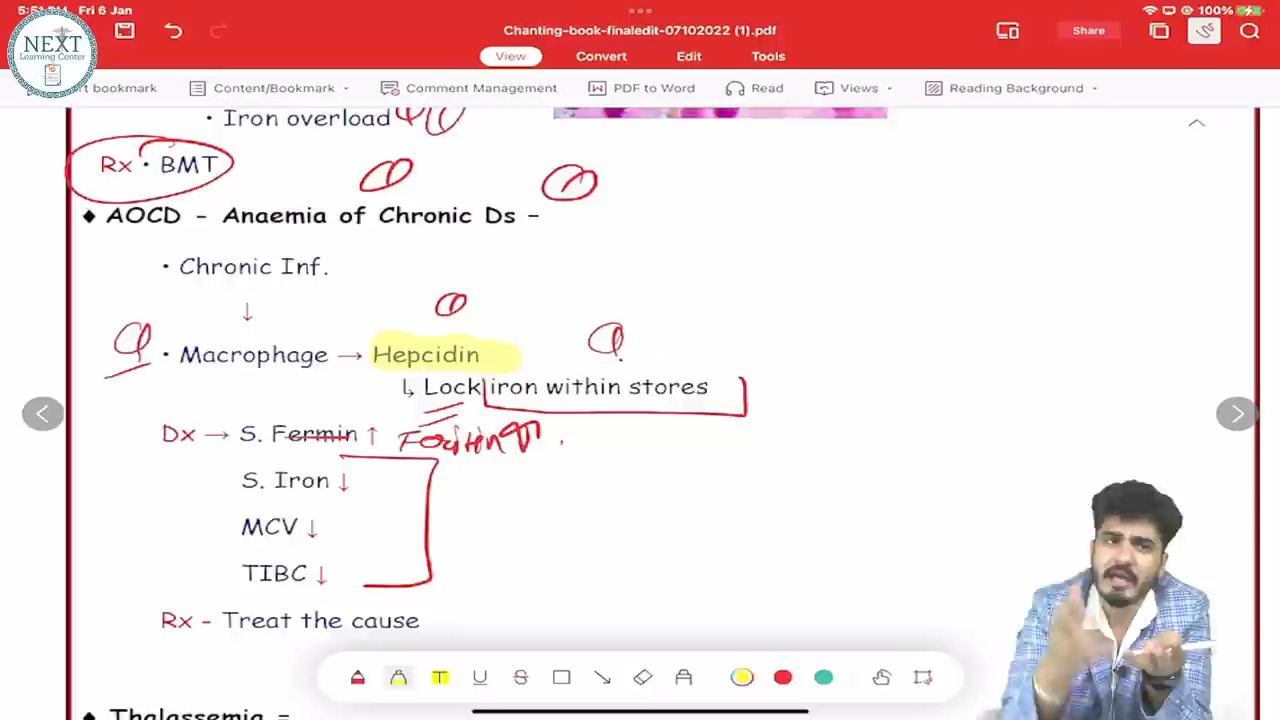 5:51 PM Fri 6 Jan
100%
NEXT
Learning Center
Chanting-book-finaledit-07102022 (1).pdf
Share
View Convert Edit Tools
bookmark Content/Bookmark Comment Management PDF to Word Read Views Reading Background
• Iron overload
Rx • BMT
◆ AOCD - Anaemia of Chronic Ds -
• Chronic Inf.
↓
• Macrophage → Hepcidin
↳ Lock iron within stores
Dx → S. Fermin ↑
S. Iron ↓
MCV ↓
TIBC ↓
Rx - Treat the cause
◆ Thalassemia =